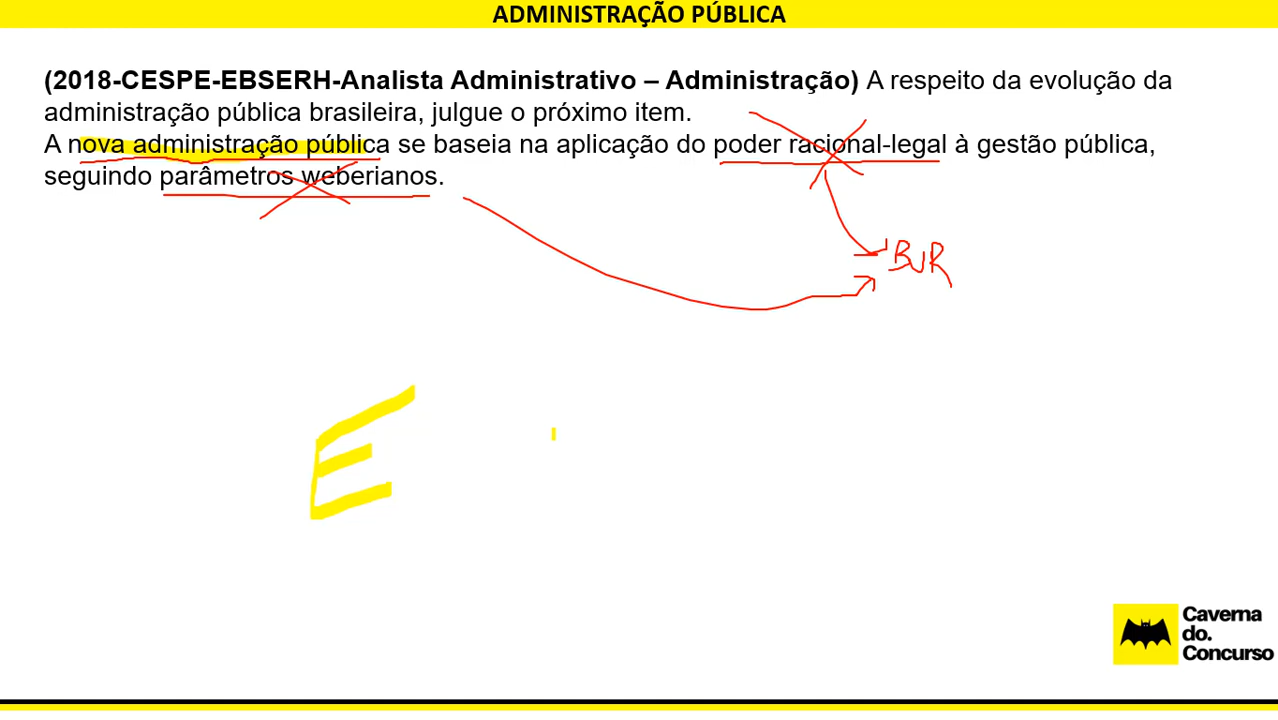 ADMINISTRAÇÃO PÚBLICA
(2018-CESPE-EBSERH-Analista Administrativo – Administração) A respeito da evolução da
administração pública brasileira, julgue o próximo item.
A nova administração pública se baseia na aplicação do poder racional-legal à gestão pública,
seguindo parâmetros weberianos.
BUR
E
Caverna
do.
Concurso